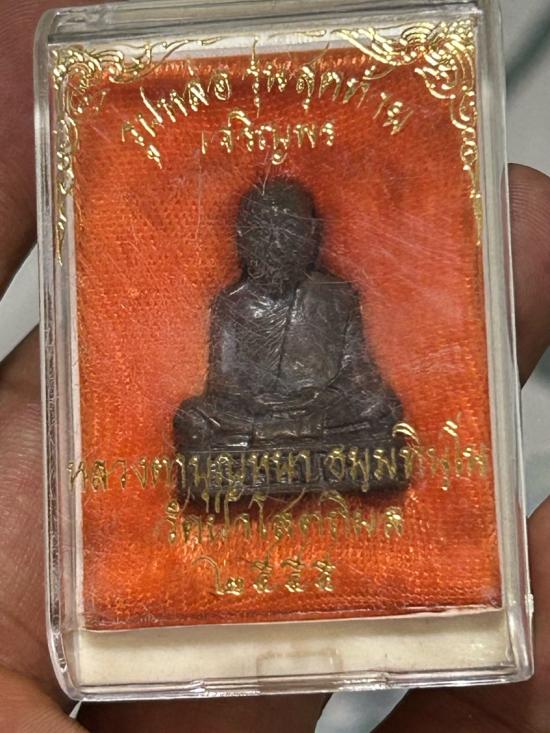 รูปหล่อ รุ่นสุดท้าย
เจริญพร
หลวงตาบุญหนา ธมฺมทินฺโน
วัดป่าโสตถิผล
๒๕๕๕